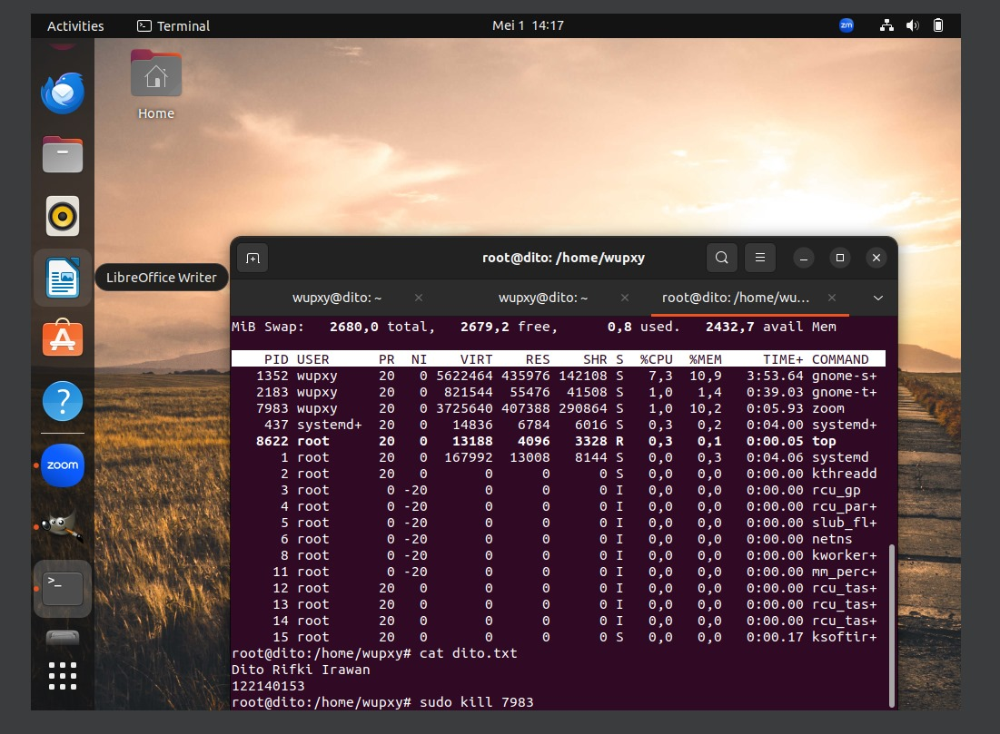 Activities Terminal Mei 1 14:17 zm
Home
LibreOffice Writer
zoom
root@dito: /home/wupxy
wupxy@dito: ~ wupxy@dito: ~ root@dito: /home/wu...
MiB Swap: 2680,0 total, 2679,2 free, 0,8 used. 2432,7 avail Mem
PID USER PR NI VIRT RES SHR S %CPU %MEM TIME+ COMMAND
1352 wupxy 20 0 5622464 435976 142108 S 7,3 10,9 3:53.64 gnome-s+
2183 wupxy 20 0 821544 55476 41508 S 1,0 1,4 0:39.03 gnome-t+
7983 wupxy 20 0 3725640 407388 290864 S 1,0 10,2 0:05.93 zoom
437 systemd+ 20 0 14836 6784 6016 S 0,3 0,2 0:04.00 systemd+
8622 root 20 0 13188 4096 3328 R 0,3 0,1 0:00.05 top
1 root 20 0 167992 13008 8144 S 0,0 0,3 0:04.06 systemd
2 root 20 0 0 0 0 S 0,0 0,0 0:00.00 kthreadd
3 root 0 -20 0 0 0 I 0,0 0,0 0:00.00 rcu_gp
4 root 0 -20 0 0 0 I 0,0 0,0 0:00.00 rcu_par+
5 root 0 -20 0 0 0 I 0,0 0,0 0:00.00 slub_fl+
6 root 0 -20 0 0 0 I 0,0 0,0 0:00.00 netns
8 root 0 -20 0 0 0 I 0,0 0,0 0:00.00 kworker+
11 root 0 -20 0 0 0 I 0,0 0,0 0:00.00 mm_perc+
12 root 20 0 0 0 0 I 0,0 0,0 0:00.00 rcu_tas+
13 root 20 0 0 0 0 I 0,0 0,0 0:00.00 rcu_tas+
14 root 20 0 0 0 0 I 0,0 0,0 0:00.00 rcu_tas+
15 root 20 0 0 0 0 S 0,0 0,0 0:00.17 ksoftir+
root@dito:/home/wupxy# cat dito.txt
Dito Rifki Irawan
122140153
root@dito:/home/wupxy# sudo kill 7983